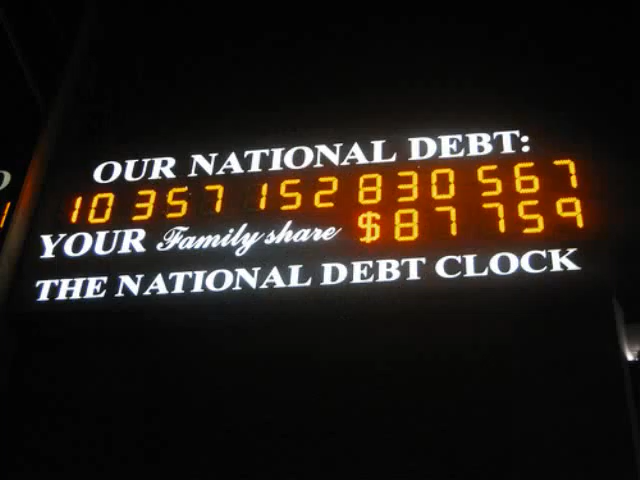 OUR NATIONAL DEBT:
10 357 152 830 567
YOUR Family share $87 759
THE NATIONAL DEBT CLOCK